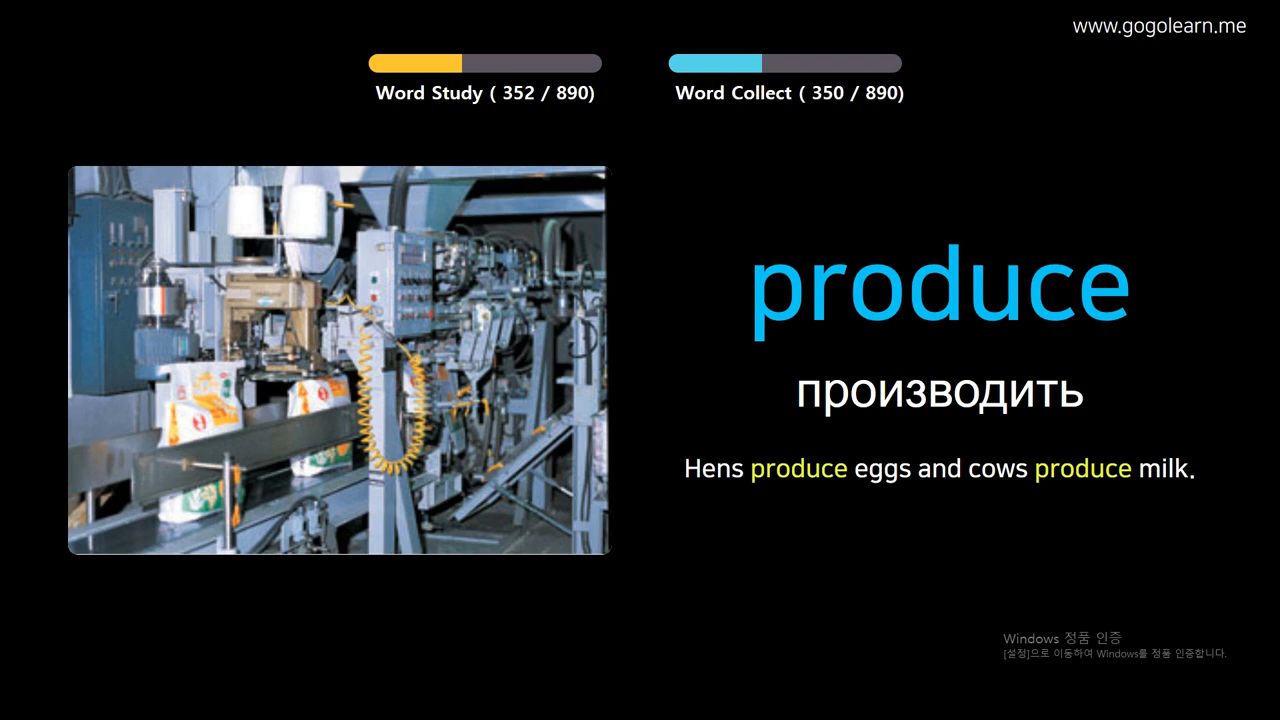 www.gogolearn.me
Word Study ( 352 / 890)
Word Collect ( 350 / 890)
produce
производить
Hens produce eggs and cows produce milk.
Windows 정품 인증
[설정]으로 이동하여 Windows를 정품 인증합니다.